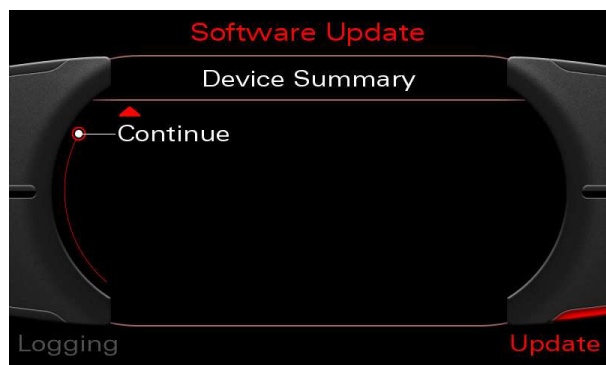 Software Update
Device Summary
Continue
Logging
Update